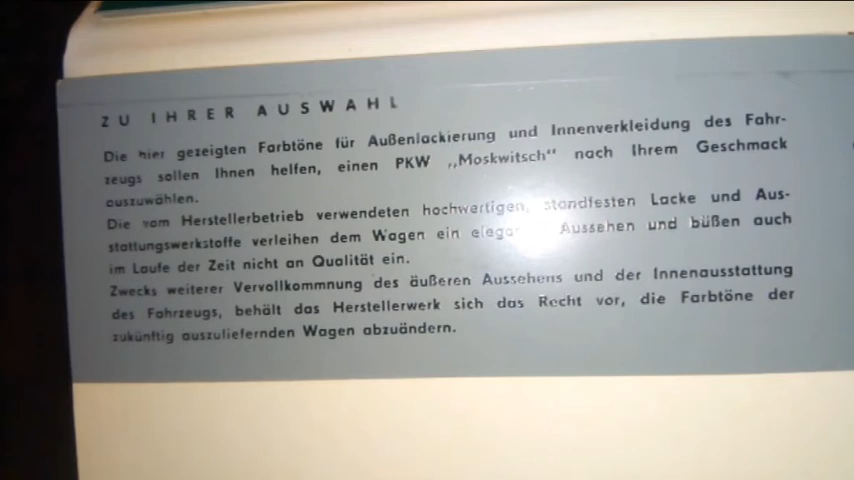 ZU IHRER AUSWAHL
Die hier gezeigten Farbtöne für Außenlackierung und Innenverkleidung des Fahr-
zeugs sollen Ihnen helfen, einen PKW „Moskwitsch“ nach Ihrem Geschmack
auszuwählen.
Die vom Herstellerbetrieb verwendeten hochwertigen, standfesten Lacke und Aus-
stattungswerkstoffe verleihen dem Wagen ein Aussehen und büßen auch
im Laufe der Zeit nicht an Qualität ein.
Zwecks weiterer Vervollkommnung des äußeren Aussehens und der Innenausstattung
des Fahrzeugs, behält das Herstellerwerk sich das Recht vor, die Farbtöne der
zukünftig auszuliefernden Wagen abzuändern.